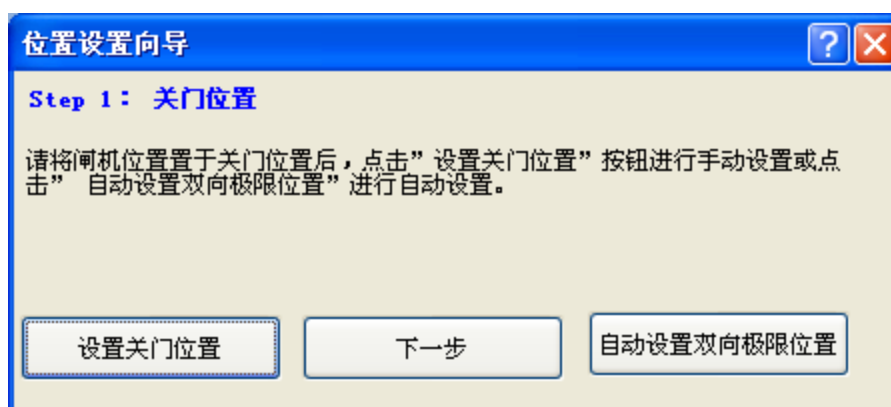 位置设置向导
Step 1： 关门位置
请将闸机位置置于关门位置后，点击”设置关门位置”按钮进行手动设置或点
击” 自动设置双向极限位置”进行自动设置。
设置关门位置
下一步
自动设置双向极限位置